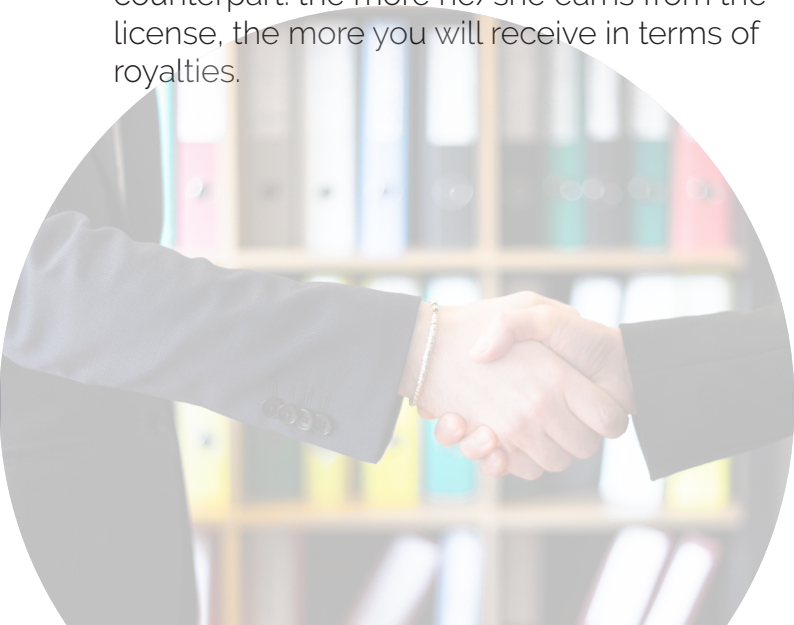 counterpart: the more he/she earns from the
license, the more you will receive in terms of
royalties.